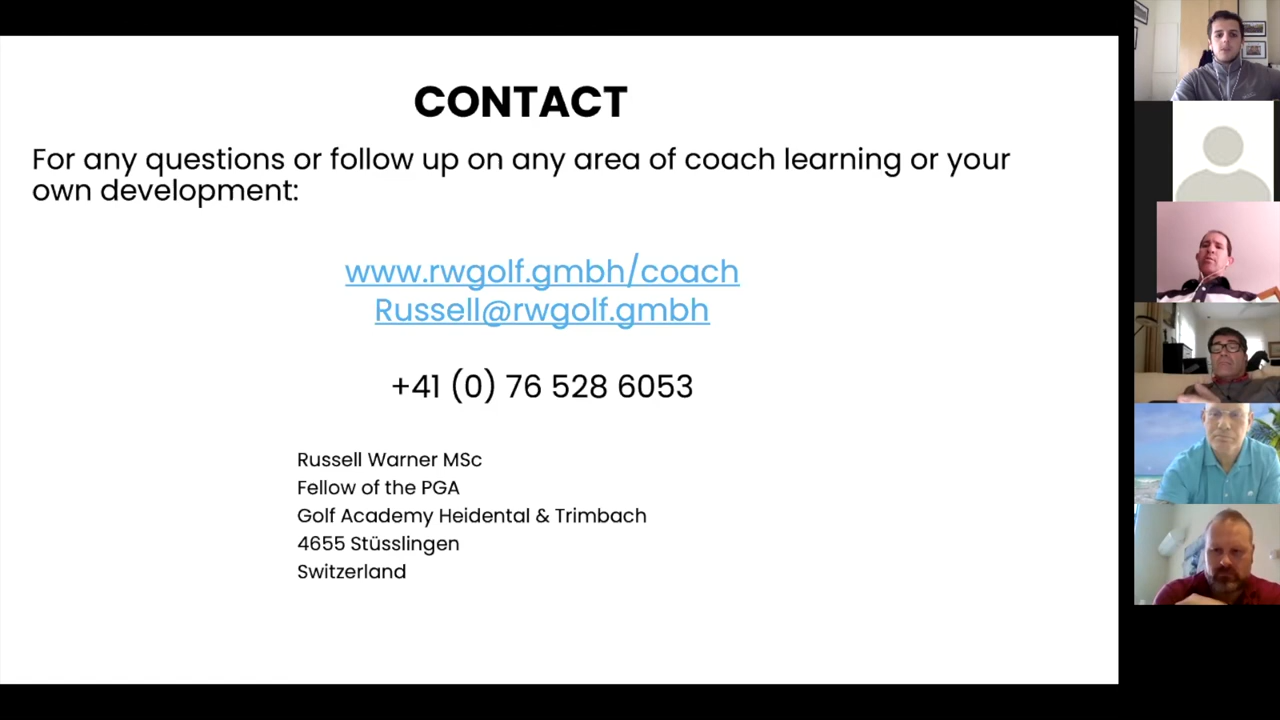 CONTACT
For any questions or follow up on any area of coach learning or your
own development:
www.rwgolf.gmbh/coach
Russell@rwgolf.gmbh
+41 (0) 76 528 6053
Russell Warner MSc
Fellow of the PGA
Golf Academy Heidental & Trimbach
4655 Stüsslingen
Switzerland